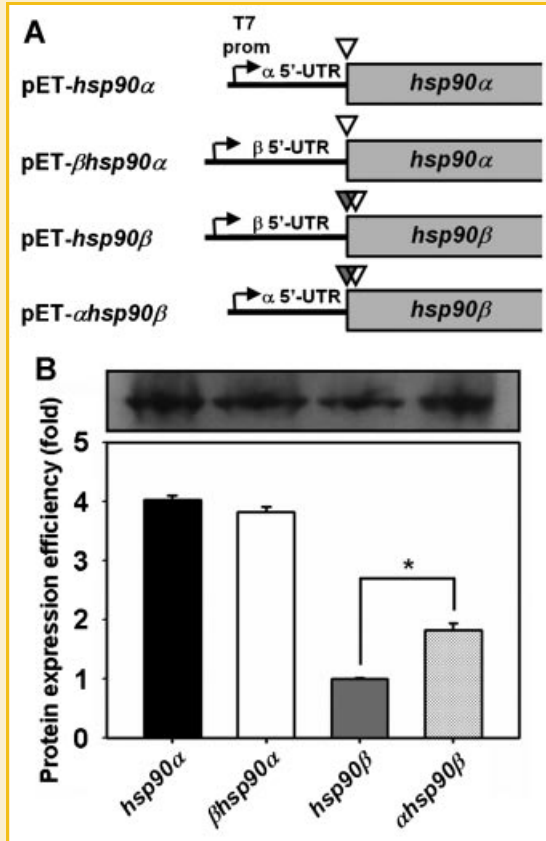 A
T7
prom
pET-hsp90α
α 5'-UTR
hsp90α
pET-βhsp90α
β 5'-UTR
hsp90α
pET-hsp90β
β 5'-UTR
hsp90β
pET-αhsp90β
α 5'-UTR
hsp90β
B
Protein expression efficiency (fold)
5
4
3
2
1
0
*
hsp90α
βhsp90α
hsp90β
αhsp90β